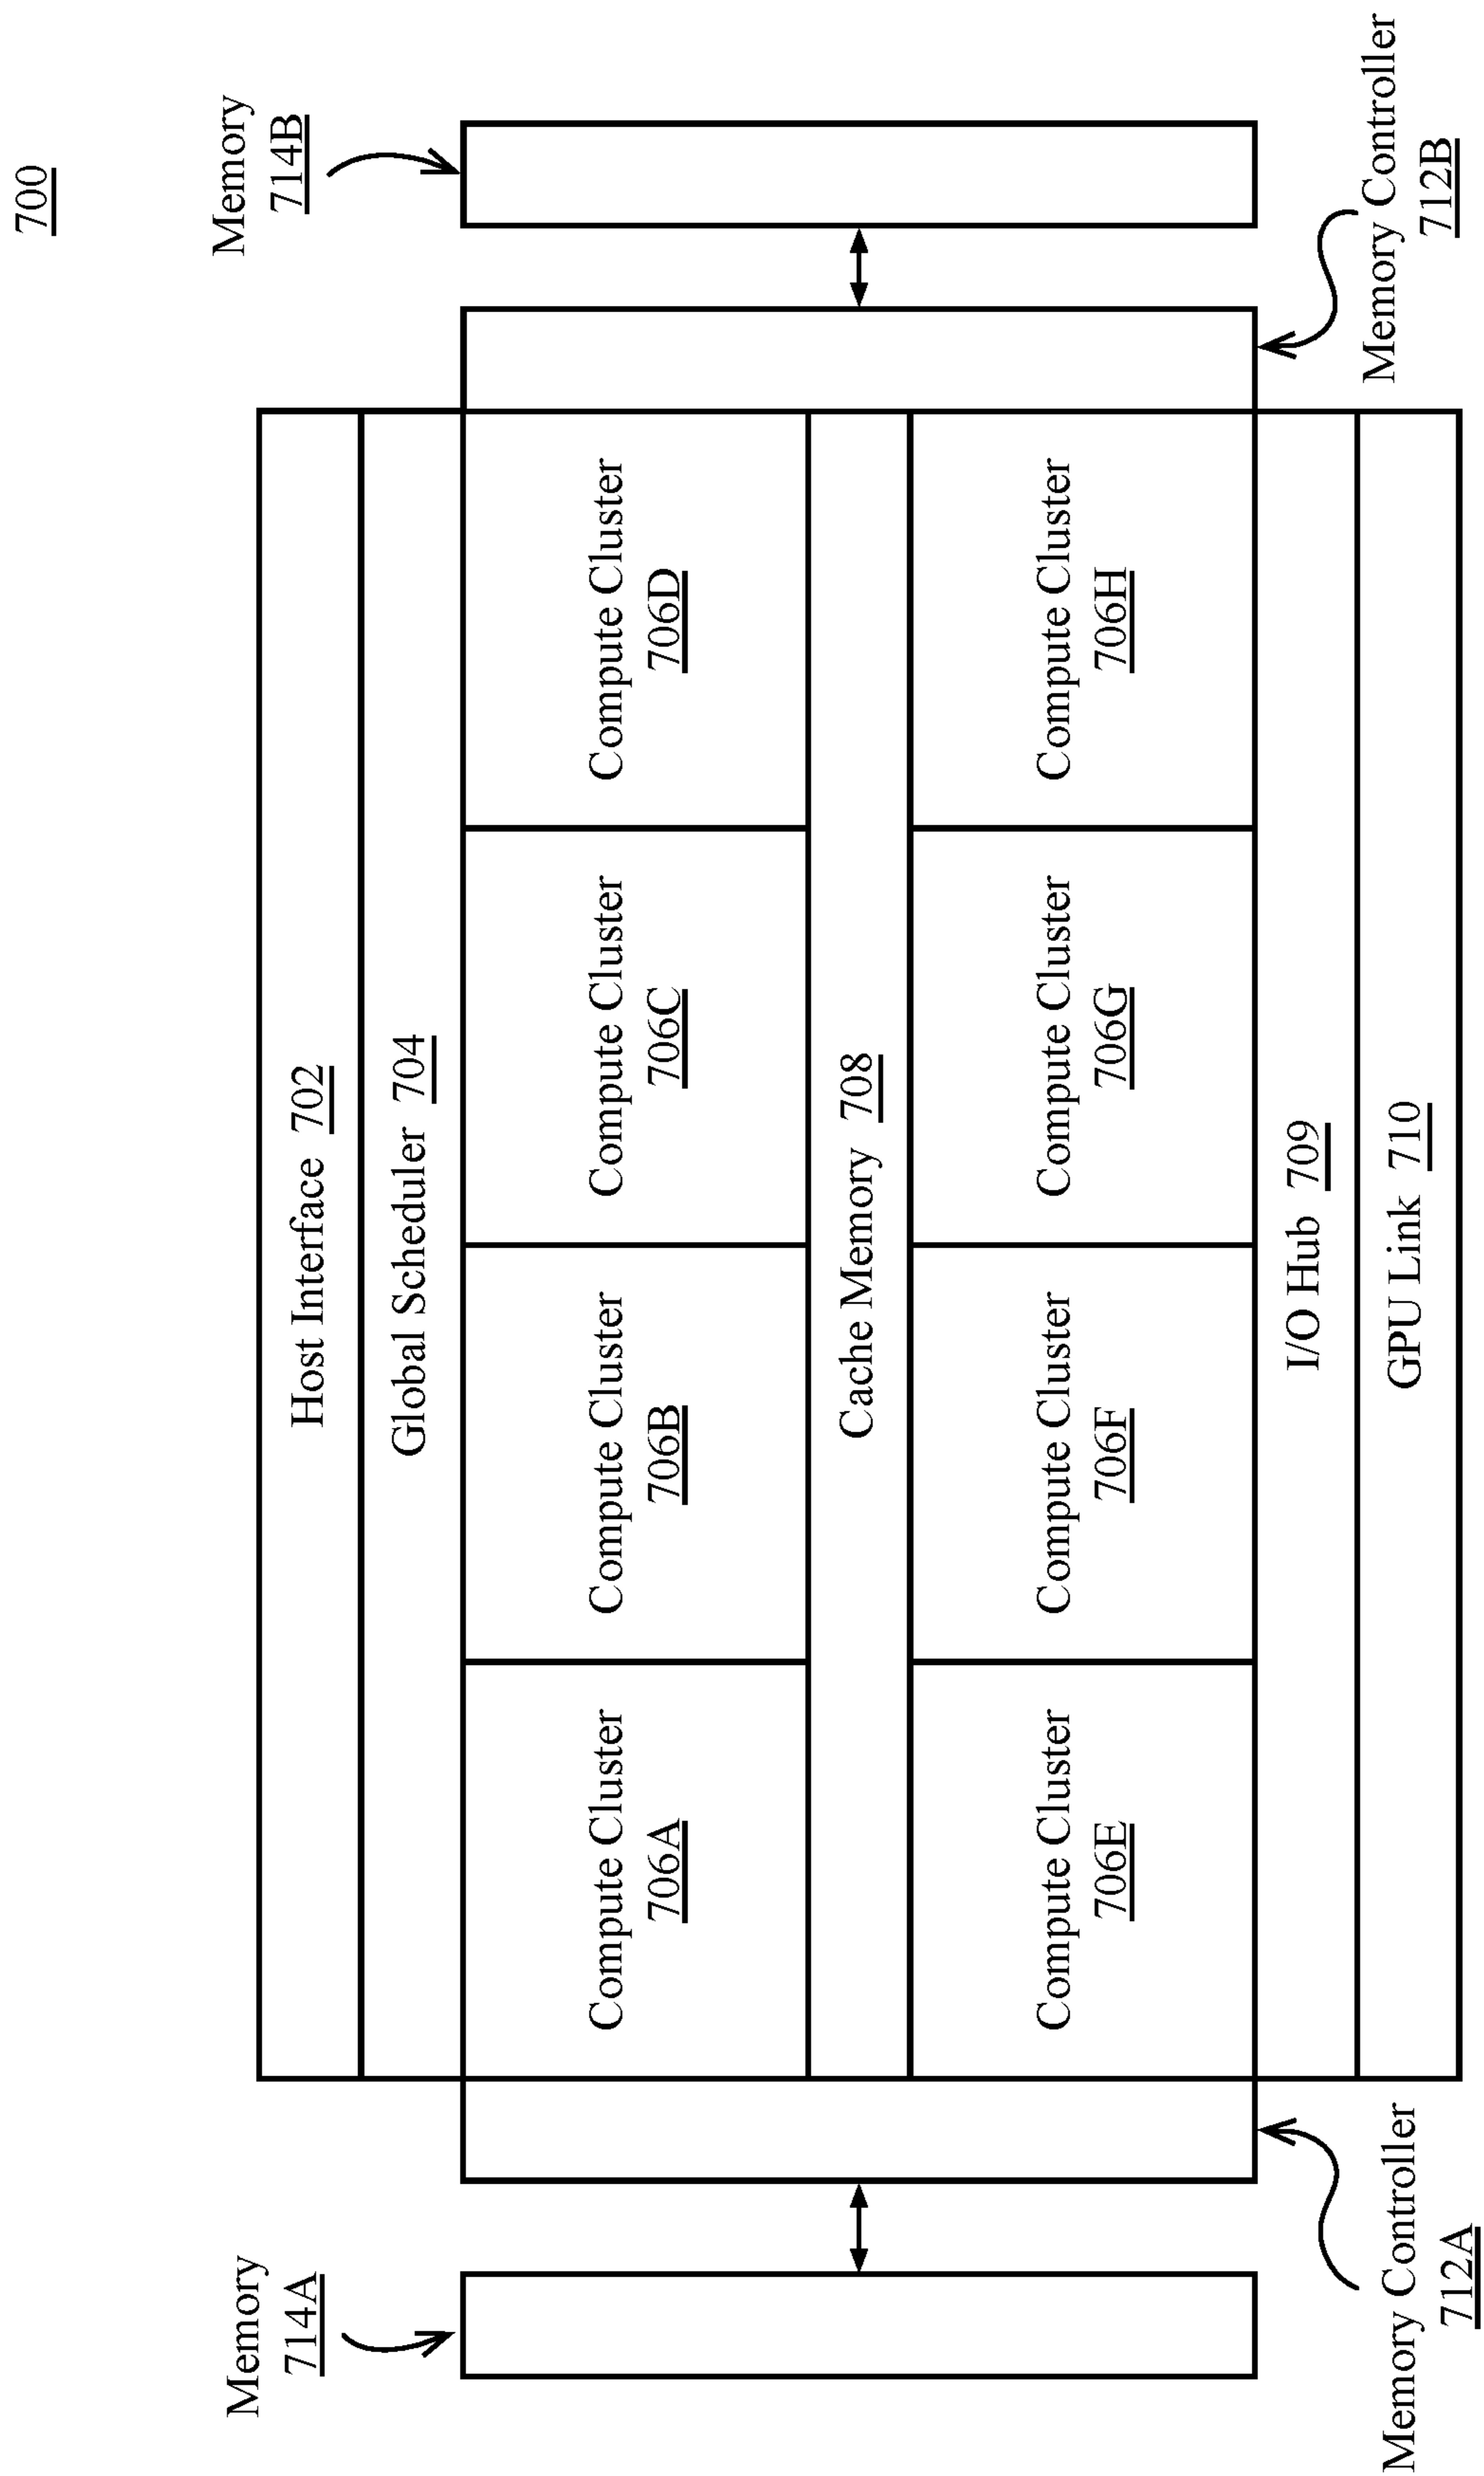 700
Memory
714B
Memory
714A
Host Interface 702
Global Scheduler 704
Compute Cluster
706A
Compute Cluster
706B
Compute Cluster
706C
Compute Cluster
706D
Cache Memory 708
Compute Cluster
706E
Compute Cluster
706F
Compute Cluster
706G
Compute Cluster
706H
I/O Hub 709
GPU Link 710
Memory Controller
712A
Memory Controller
712B